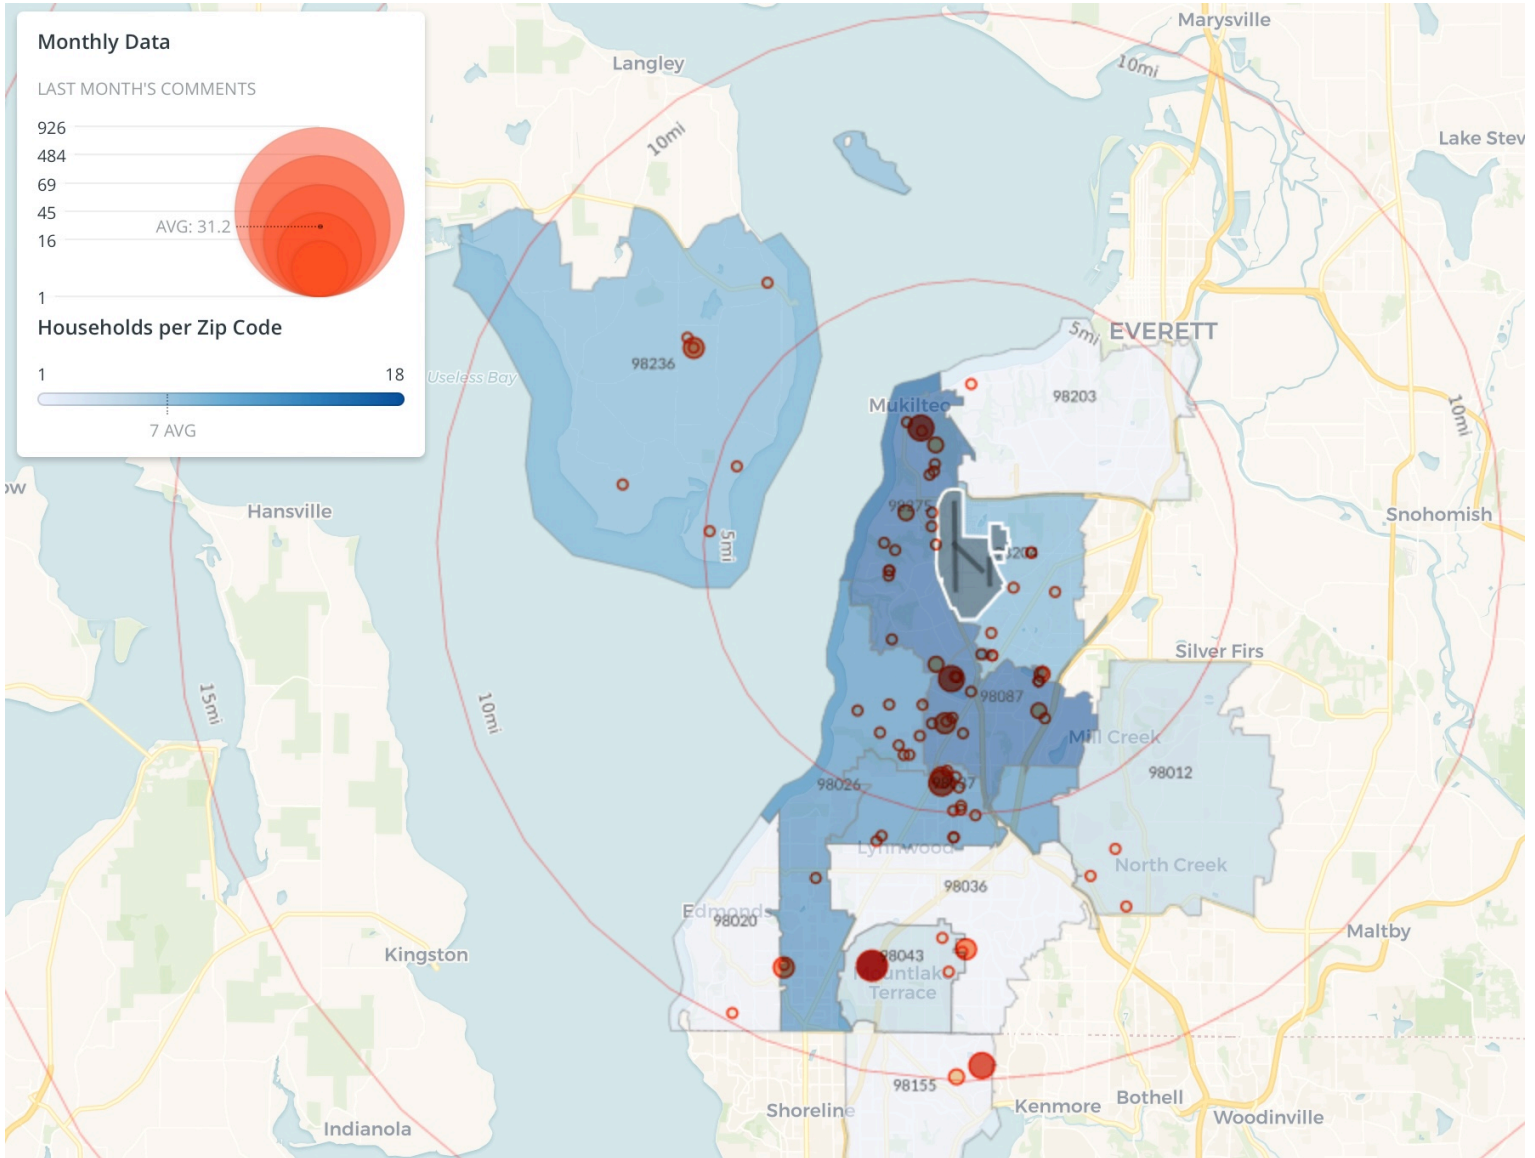 Monthly Data
LAST MONTH'S COMMENTS
926
484
69
45
AVG: 31.2
16
1
Households per Zip Code
1 18
7 AVG
Marysville
Langley
10mi
10mi
Lake Stev
5mi
EVERETT
98236
Useless Bay
98203
Mukilteo
10mi
ow
Hansville
98275
Snohomish
5mi
Silver Firs
15mi
10mi
98087
Mill Creek
98026
98012
Lynnwood
North Creek
98036
Edmonds
98020
Maltby
Kingston
98043
Mountlak
Terrace
98155
Shoreline
Kenmore
Bothell
Woodinville
Indianola